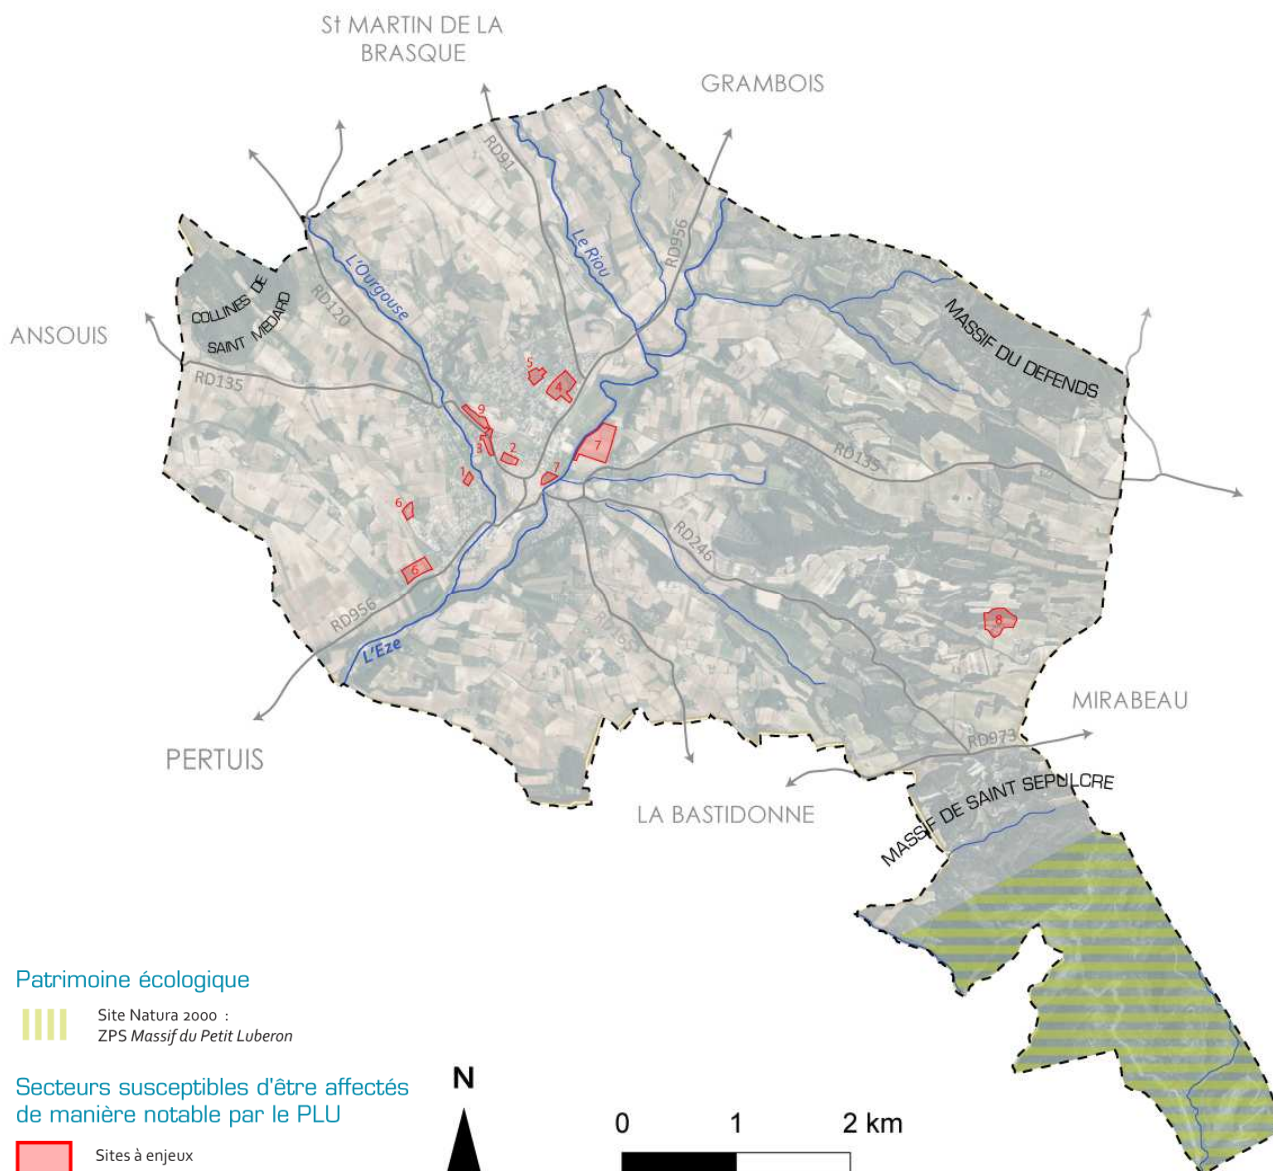 St MARTIN DE LA
BRASQUE
GRAMBOIS
RD91
Le Riou
RD956
L'Ourgouse
COLLINES DE
SAINT MEDARD
RD120
MASSIF DU DEFENDS
ANSOUIS
RD135
5
4
9
3
2
7
7
1
RD135
6
RD246
6
8
RD956
L'Eze
MIRABEAU
RD973
PERTUIS
MASSIF DE SAINT SEPULCRE
LA BASTIDONNE
Patrimoine écologique
Site Natura 2000 :
ZPS Massif du Petit Luberon
Secteurs susceptibles d'être affectés
de manière notable par le PLU
Sites à enjeux
N
0 1 2 km